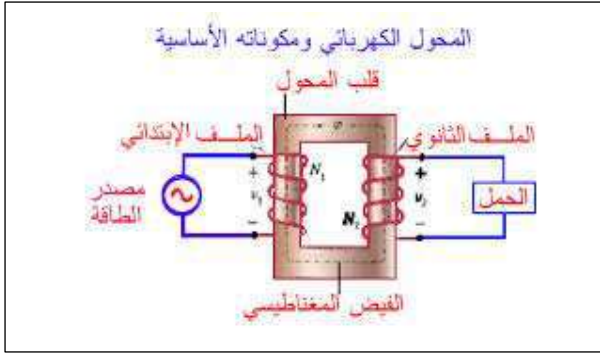 المحول الكهربائي ومكوناته الأساسية
قلب المحول
الملف الثانوي
الملف الإبتدائي
φ
N₁
N₂
+
v₁
−
+
v₂
−
الحمل
مصدر
الطاقة
الفيض المغناطيسي